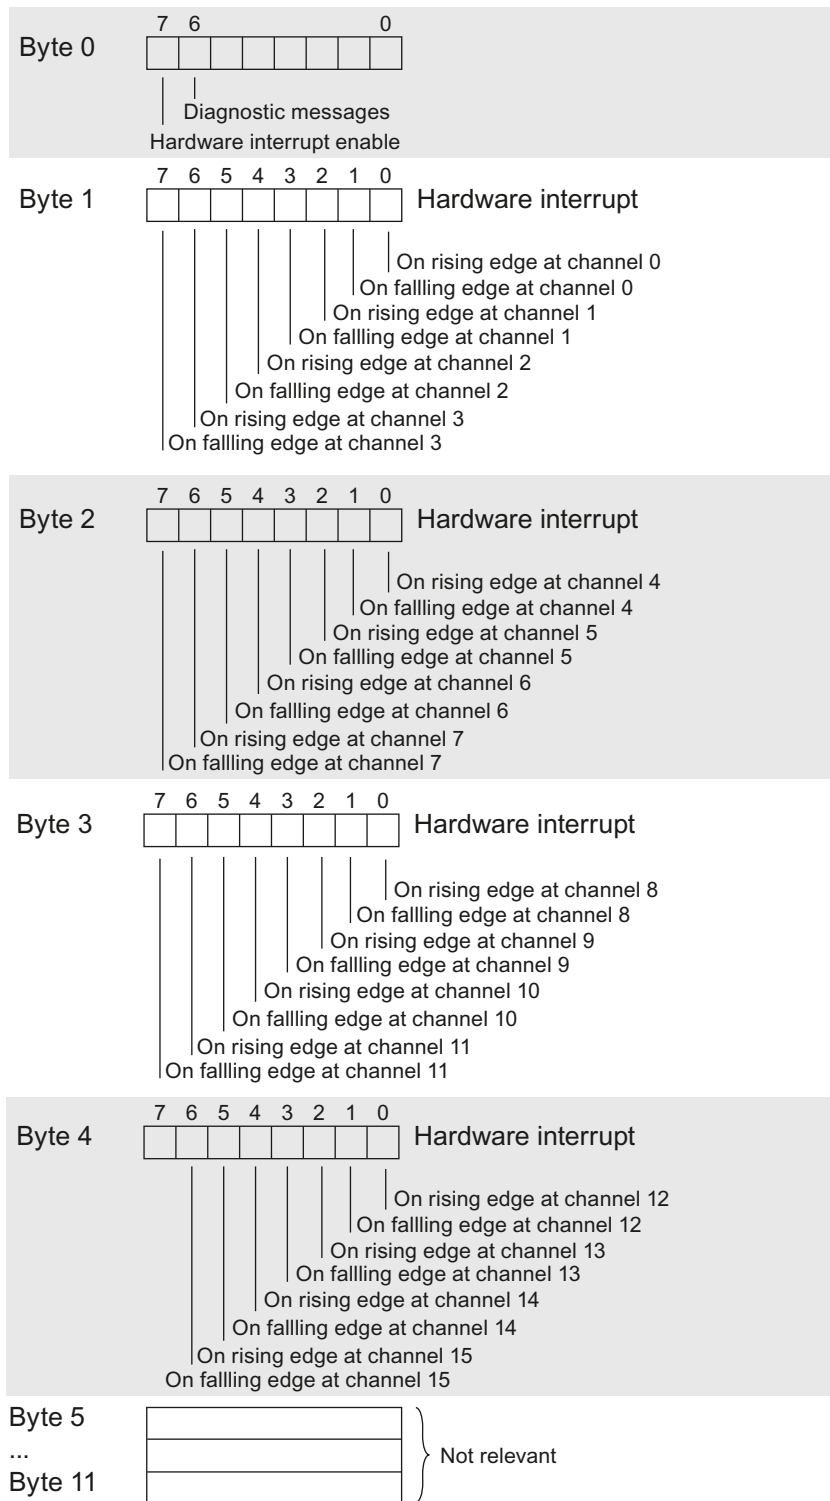 7 6 0
Byte 0
Diagnostic messages
Hardware interrupt enable
7 6 5 4 3 2 1 0
Byte 1 Hardware interrupt
On rising edge at channel 0
On fallling edge at channel 0
On rising edge at channel 1
On fallling edge at channel 1
On rising edge at channel 2
On fallling edge at channel 2
On rising edge at channel 3
On fallling edge at channel 3
7 6 5 4 3 2 1 0
Byte 2 Hardware interrupt
On rising edge at channel 4
On fallling edge at channel 4
On rising edge at channel 5
On fallling edge at channel 5
On rising edge at channel 6
On fallling edge at channel 6
On rising edge at channel 7
On fallling edge at channel 7
7 6 5 4 3 2 1 0
Byte 3 Hardware interrupt
On rising edge at channel 8
On fallling edge at channel 8
On rising edge at channel 9
On fallling edge at channel 9
On rising edge at channel 10
On fallling edge at channel 10
On rising edge at channel 11
On fallling edge at channel 11
7 6 5 4 3 2 1 0
Byte 4 Hardware interrupt
On rising edge at channel 12
On fallling edge at channel 12
On rising edge at channel 13
On fallling edge at channel 13
On rising edge at channel 14
On fallling edge at channel 14
On rising edge at channel 15
On fallling edge at channel 15
Byte 5
... Not relevant
Byte 11